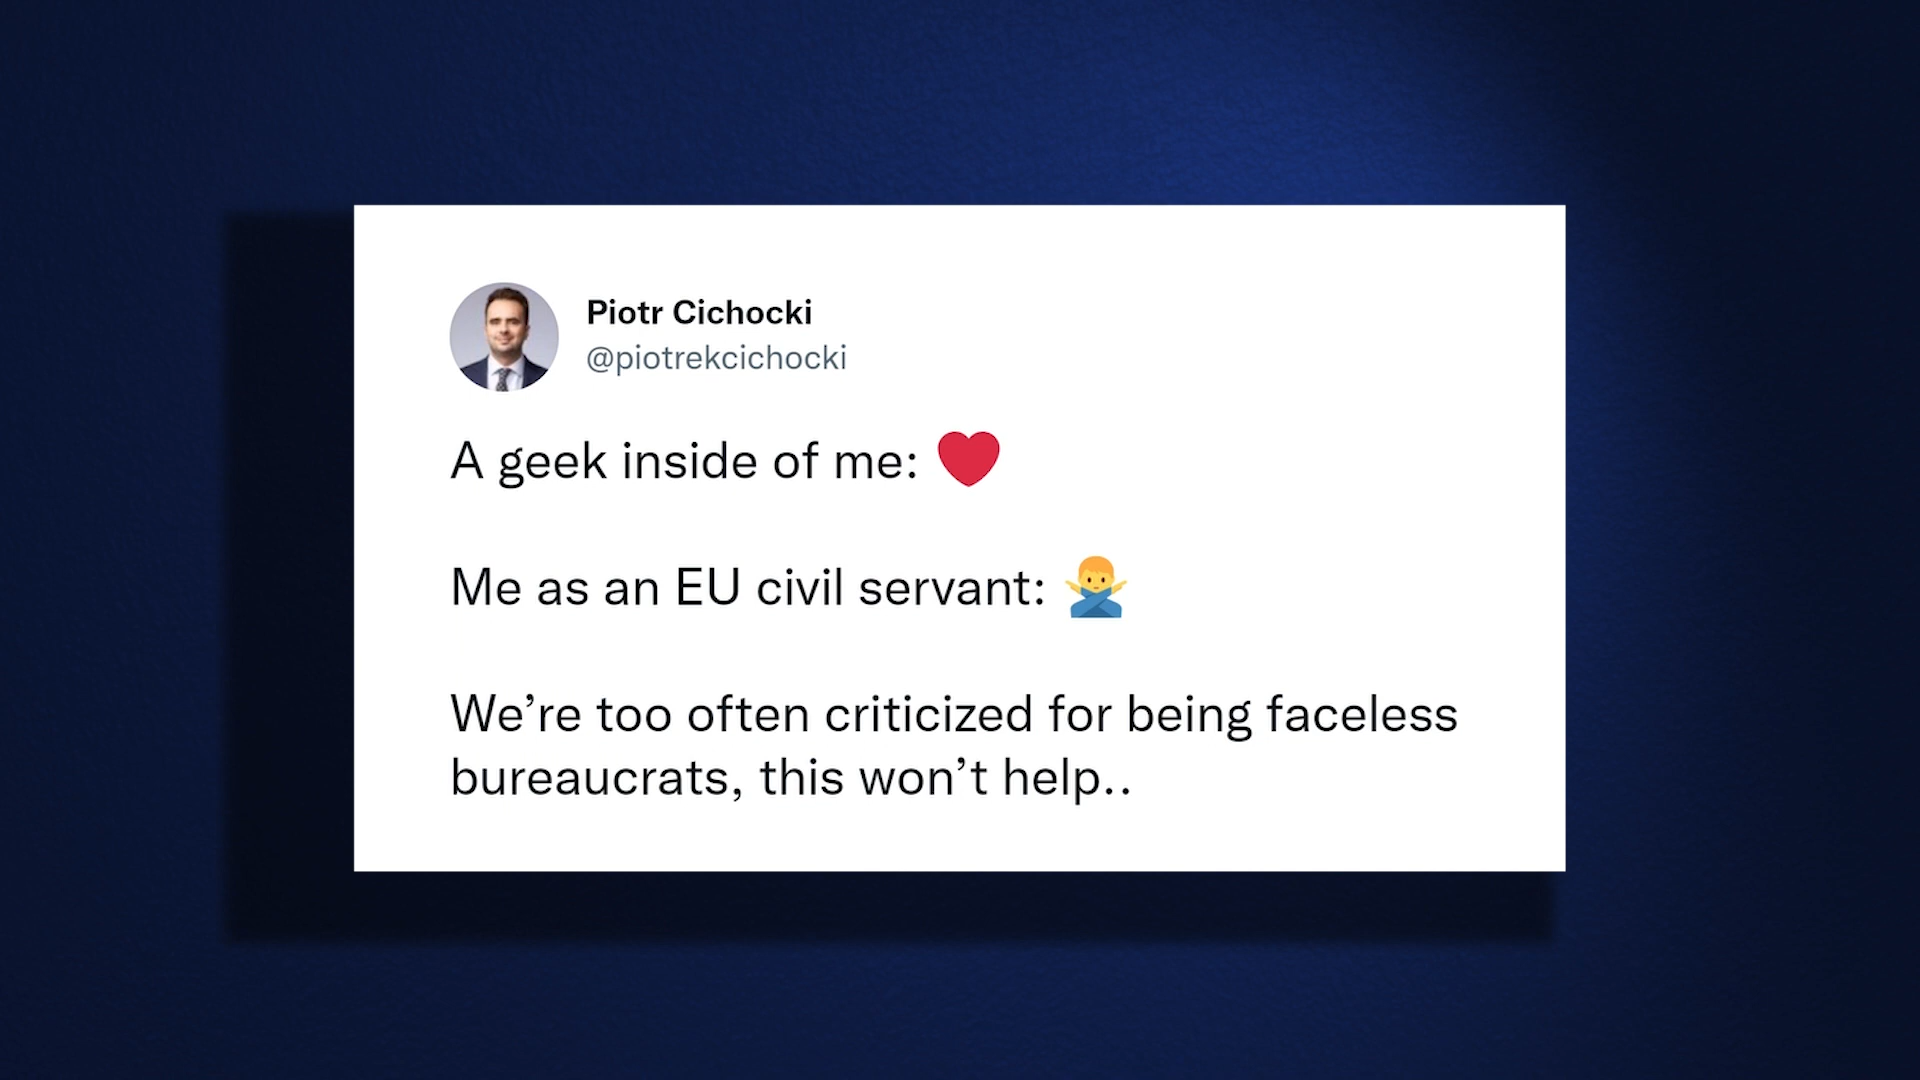 Piotr Cichocki
@piotrekcichocki
A geek inside of me: ❤️
Me as an EU civil servant: 🙅‍♂️
We’re too often criticized for being faceless
bureaucrats, this won’t help..